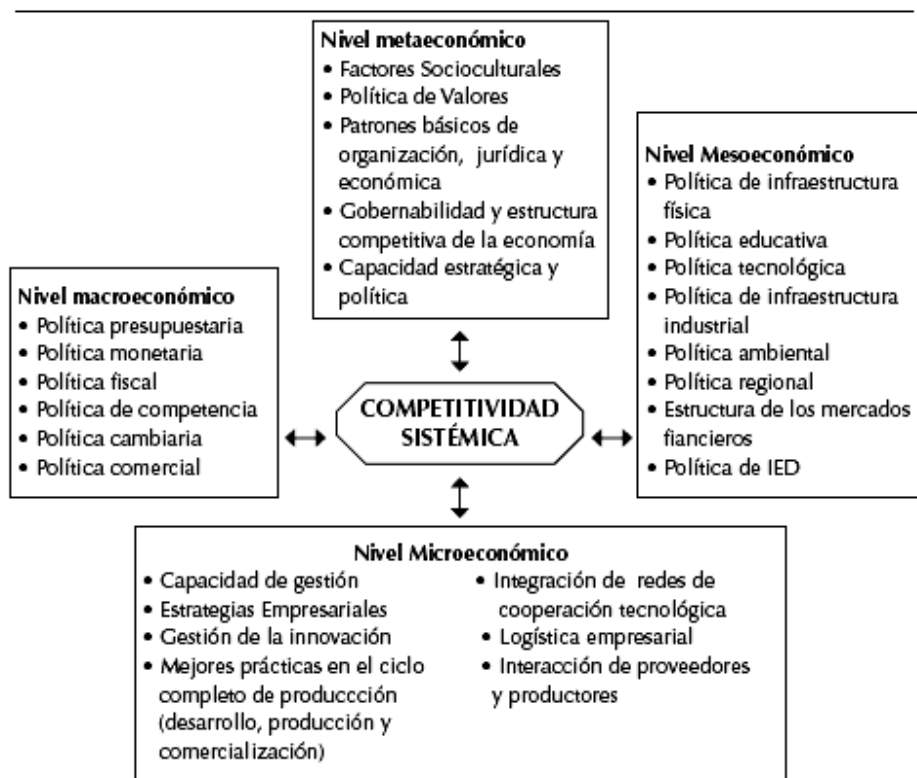 Nivel metaeconómico
• Factores Socioculturales
• Política de Valores
• Patrones básicos de
organización, jurídica y
económica
• Gobernabilidad y estructura
competitiva de la economía
• Capacidad estratégica y
política
Nivel macroeconómico
• Política presupuestaria
• Política monetaria
• Política fiscal
• Política de competencia
• Política cambiaria
• Política comercial
COMPETITIVIDAD
SISTÉMICA
Nivel Mesoeconómico
• Política de infraestructura
física
• Política educativa
• Política tecnológica
• Política de infraestructura
industrial
• Política ambiental
• Política regional
• Estructura de los mercados
fiancieros
• Política de IED
Nivel Microeconómico
• Capacidad de gestión
• Estrategias Empresariales
• Gestión de la innovación
• Mejores prácticas en el ciclo
completo de produccción
(desarrollo, producción y
comercialización)
• Integración de redes de
cooperación tecnológica
• Logística empresarial
• Interacción de proveedores
y productores